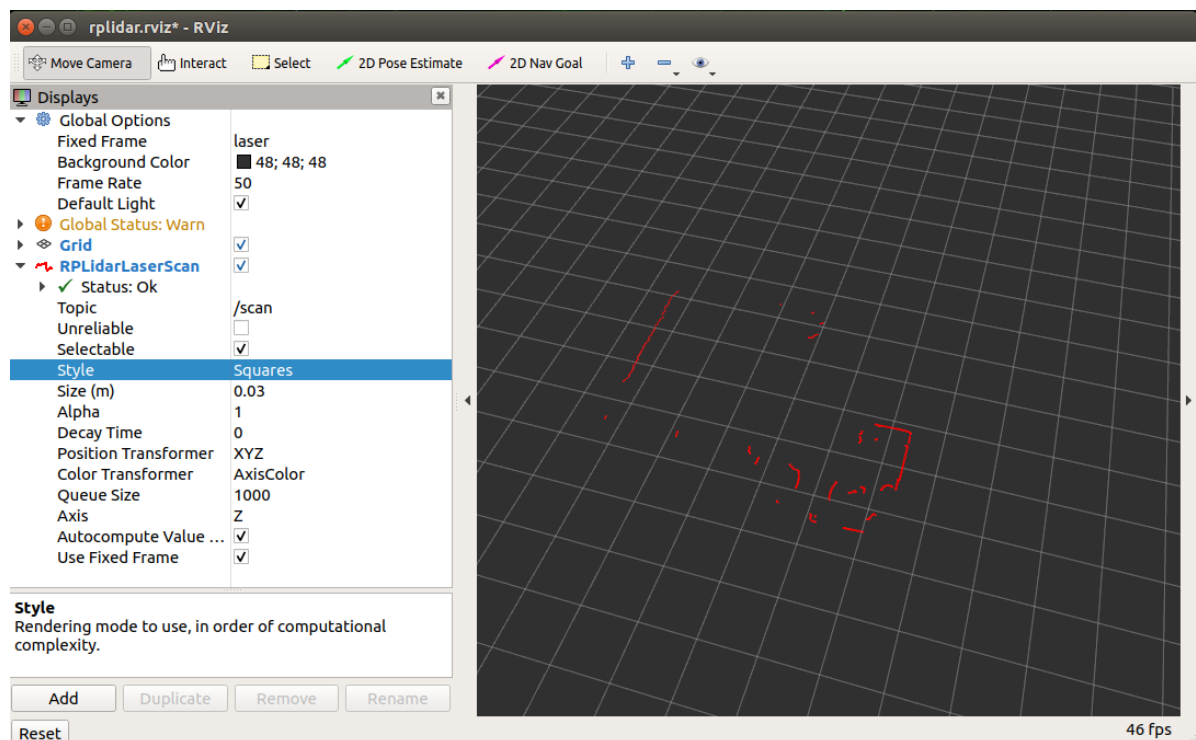 rplidar.rviz* - RViz
Move Camera Interact Select 2D Pose Estimate 2D Nav Goal
Displays
Global Options
Fixed Frame laser
Background Color 48; 48; 48
Frame Rate 50
Default Light
Global Status: Warn
Grid
RPLidarLaserScan
Status: Ok
Topic /scan
Unreliable
Selectable
Style Squares
Size (m) 0.03
Alpha 1
Decay Time 0
Position Transformer XYZ
Color Transformer AxisColor
Queue Size 1000
Axis Z
Autocompute Value ...
Use Fixed Frame
Style
Rendering mode to use, in order of computational
complexity.
Add Duplicate Remove Rename
Reset 46 fps